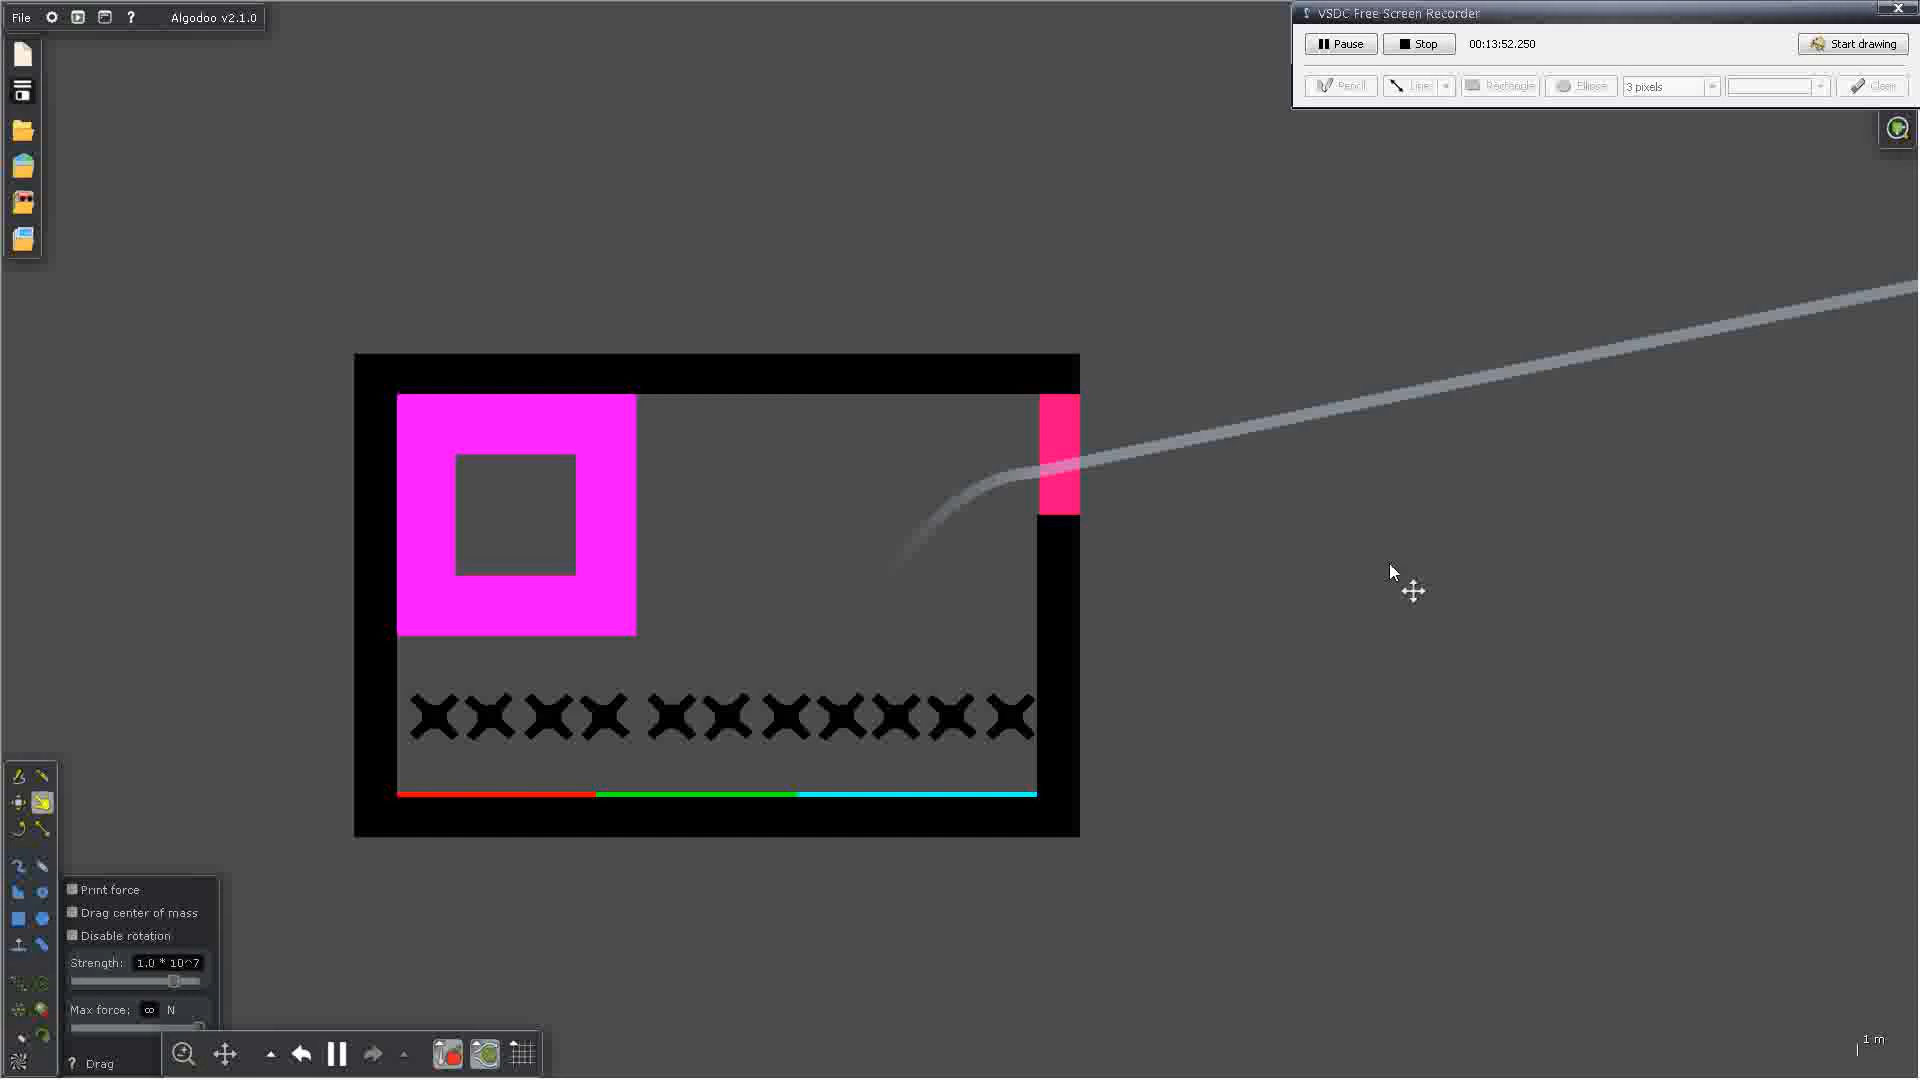 File ? Algodoo v2.1.0
VSDC Free Screen Recorder
Pause Stop 00:13:52.250 Start drawing
Pencil Line Rectangle Ellipse 3 pixels Clean
Print force
Drag center of mass
Disable rotation
Strength: 1.0 * 10^7
Max force: ∞ N
? Drag
1 m